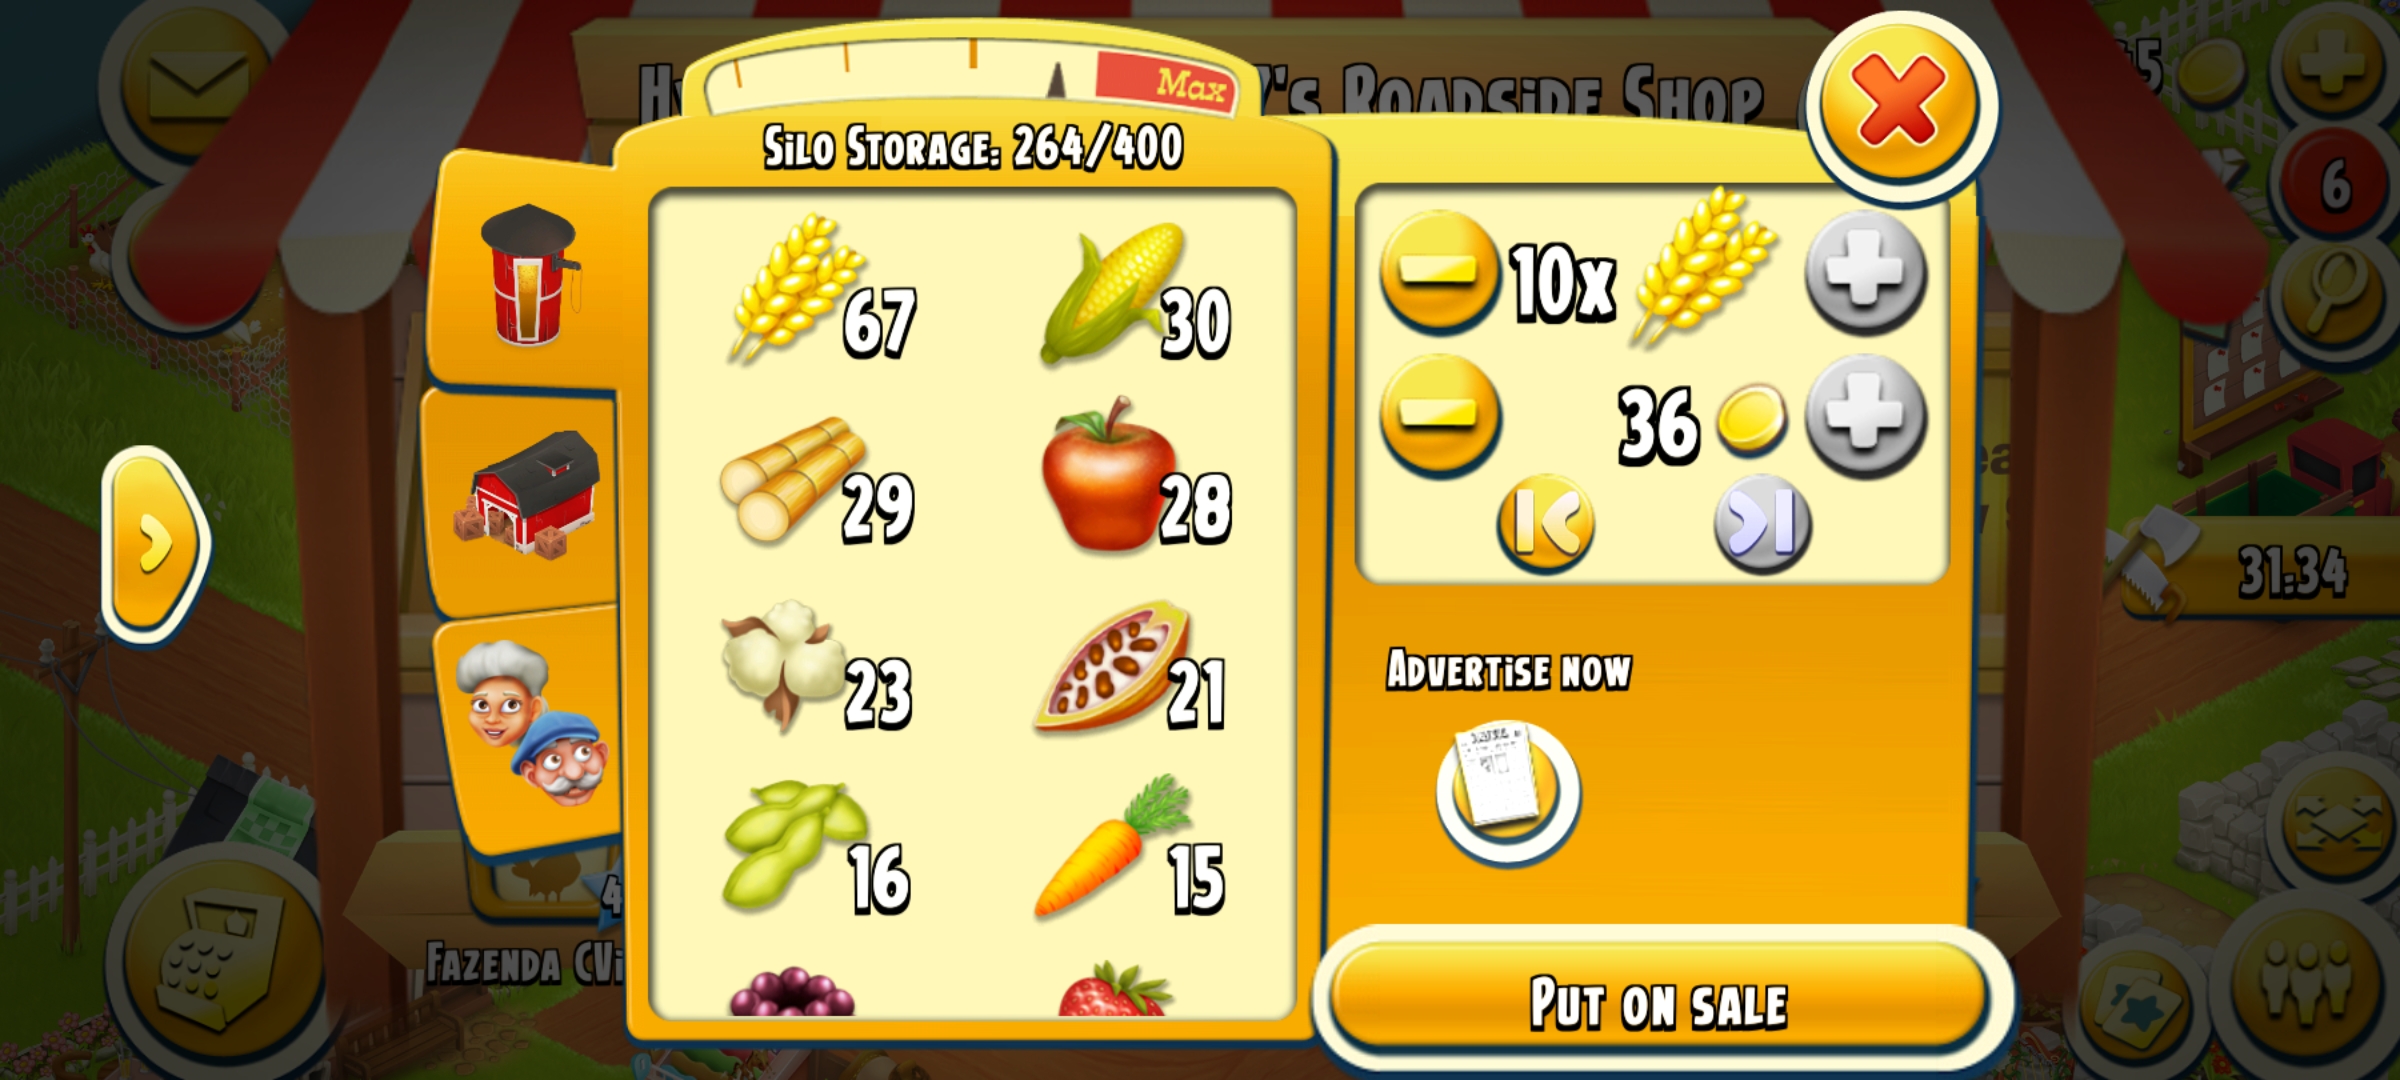 Max
's Roadside Shop
Silo Storage: 264/400
67
30
29
28
23
21
16
15
10x
36
6
31:34
Advertise now
Fazenda
Put on sale